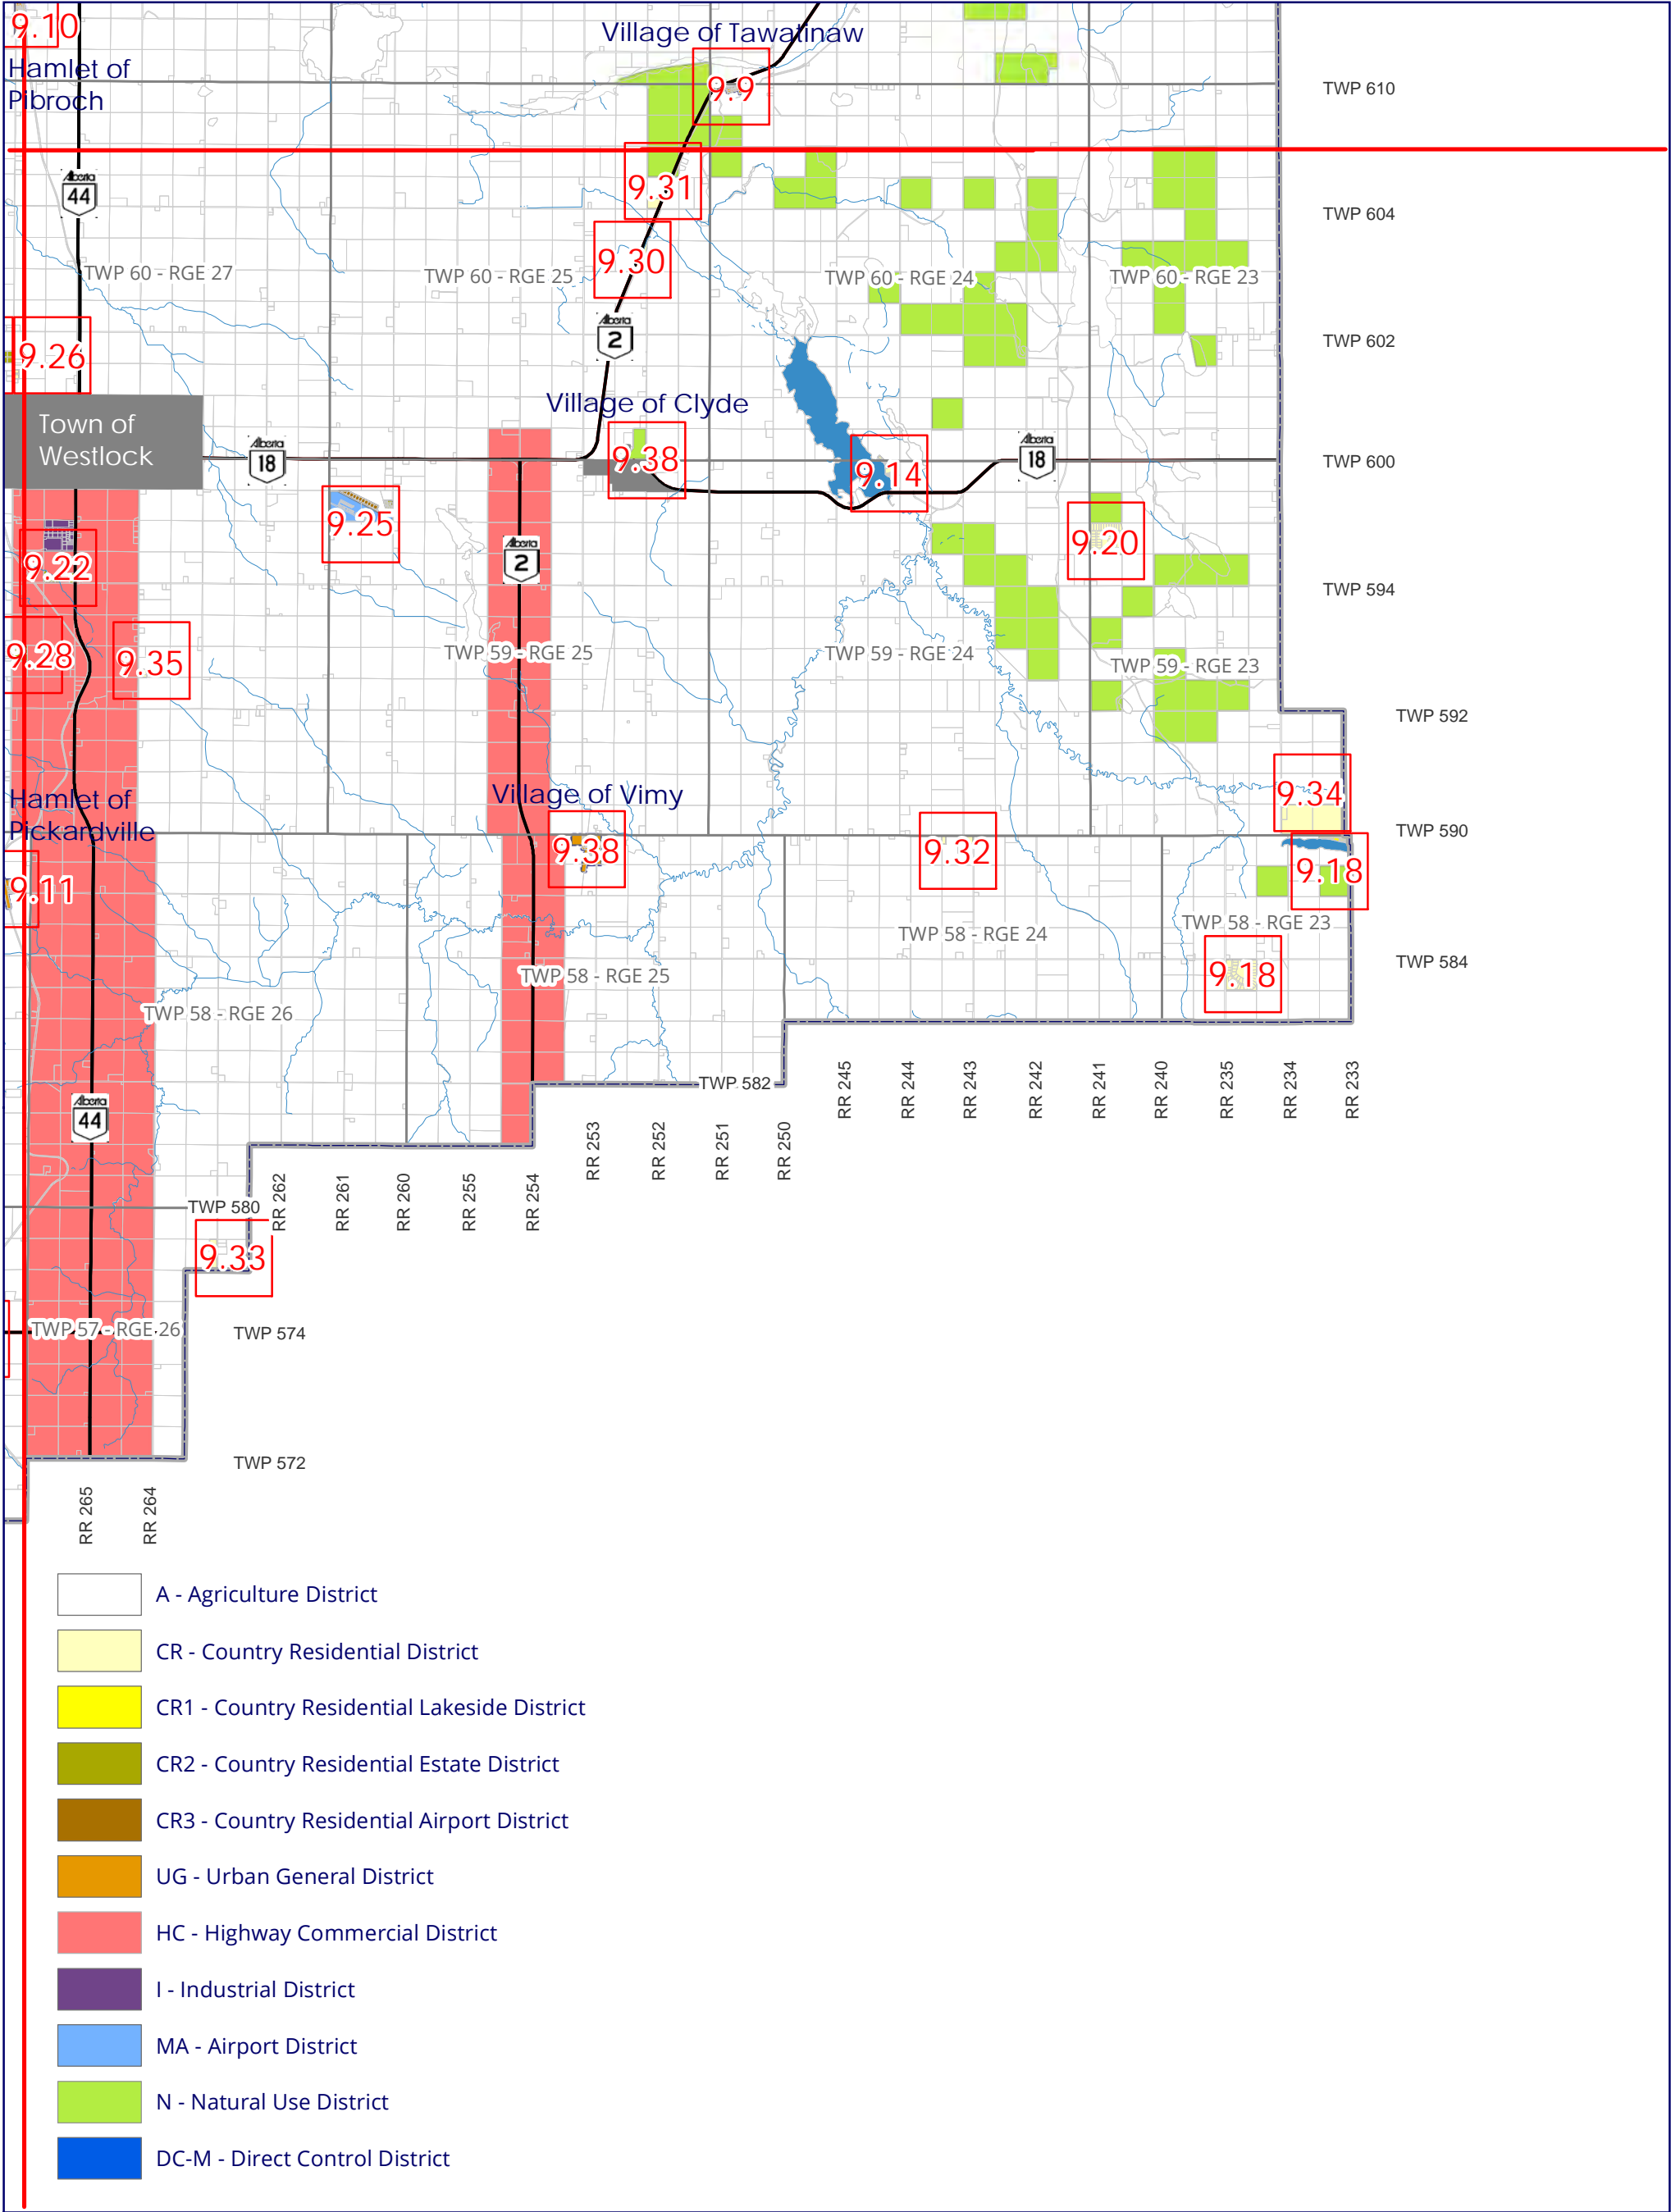 9.10
Village of Tawatinaw
Hamlet of
Pibroch
9.9
TWP 610
Alberta
44
9.31
TWP 604
9.30
TWP 60 - RGE 27
TWP 60 - RGE 25
TWP 60 - RGE 24
TWP 60 - RGE 23
Alberta
2
TWP 602
9.26
Village of Clyde
Town of
Westlock
Alberta
18
9.38
9.14
Alberta
18
TWP 600
9.25
9.20
Alberta
2
9.22
TWP 594
9.28
9.35
TWP 59 - RGE 25
TWP 59 - RGE 24
TWP 59 - RGE 23
TWP 592
Hamlet of
Pickardville
Village of Vimy
9.34
TWP 590
9.38
9.32
9.18
9.11
TWP 58 - RGE 24
TWP 58 - RGE 23
TWP 584
9.18
TWP 58 - RGE 25
TWP 58 - RGE 26
TWP 582
RR 245
RR 244
RR 243
RR 242
RR 241
RR 240
RR 235
RR 234
RR 233
Alberta
44
RR 253
RR 252
RR 251
RR 250
TWP 580
RR 262
RR 261
RR 260
RR 255
RR 254
9.33
TWP 57 - RGE 26
TWP 574
TWP 572
RR 265
RR 264
A - Agriculture District
CR - Country Residential District
CR1 - Country Residential Lakeside District
CR2 - Country Residential Estate District
CR3 - Country Residential Airport District
UG - Urban General District
HC - Highway Commercial District
I - Industrial District
MA - Airport District
N - Natural Use District
DC-M - Direct Control District